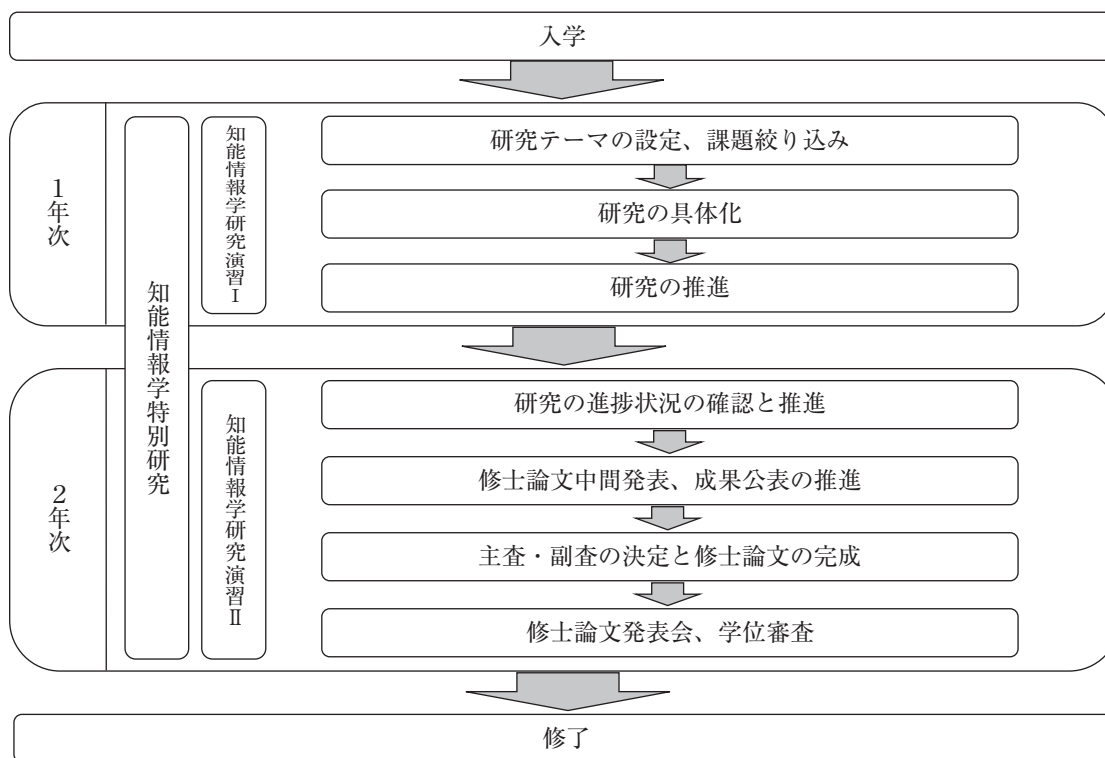 入学
1年次
知能情報学特別研究
知能情報学研究演習Ⅰ
研究テーマの設定、課題絞り込み
研究の具体化
研究の推進
2年次
知能情報学研究演習Ⅱ
研究の進捗状況の確認と推進
修士論文中間発表、成果公表の推進
主査・副査の決定と修士論文の完成
修士論文発表会、学位審査
修了